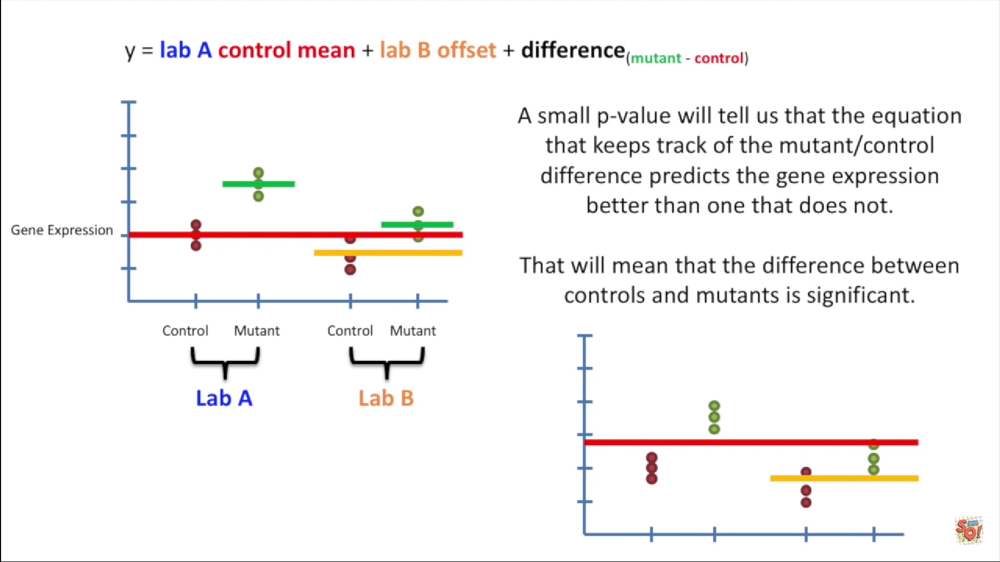 y = lab A control mean + lab B offset + difference(mutant - control)
A small p-value will tell us that the equation
that keeps track of the mutant/control
difference predicts the gene expression
better than one that does not.
That will mean that the difference between
controls and mutants is significant.
Gene Expression
Control Mutant Control Mutant
Lab A Lab B
SQ!